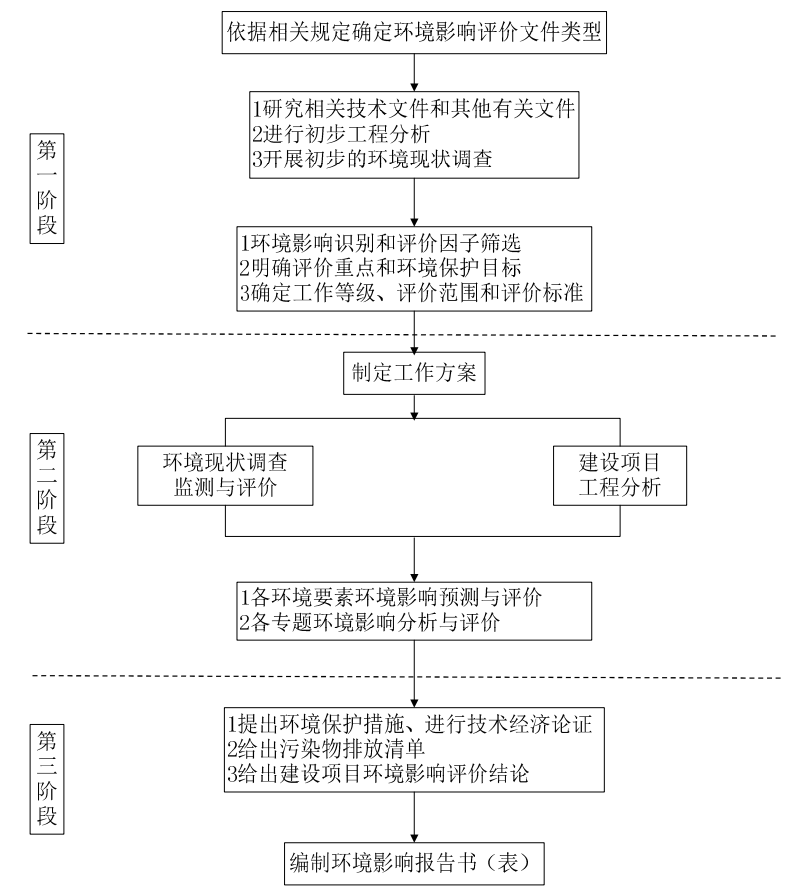 依据相关规定确定环境影响评价文件类型
第一阶段
1研究相关技术文件和其他有关文件
2进行初步工程分析
3开展初步的环境现状调查
1环境影响识别和评价因子筛选
2明确评价重点和环境保护目标
3确定工作等级、评价范围和评价标准
制定工作方案
第二阶段
环境现状调查
监测与评价
建设项目
工程分析
1各环境要素环境影响预测与评价
2各专题环境影响分析与评价
第三阶段
1提出环境保护措施、进行技术经济论证
2给出污染物排放清单
3给出建设项目环境影响评价结论
编制环境影响报告书（表）